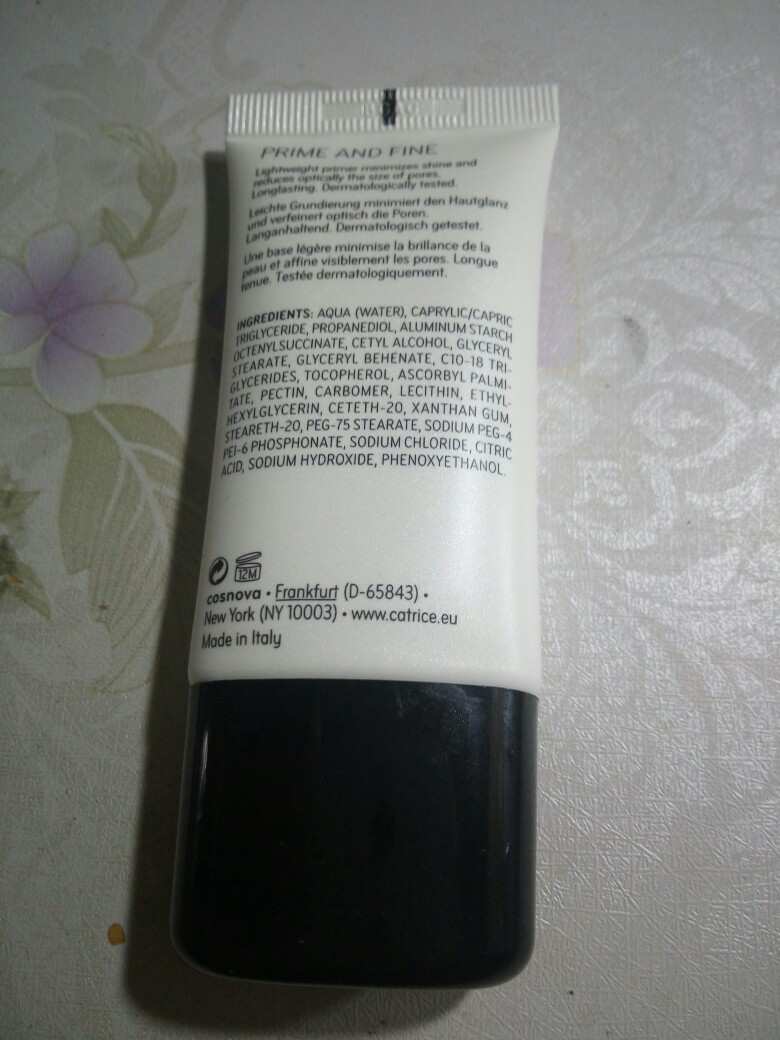 PRIME AND FINE
Lightweight primer minimizes shine and
reduces optically the size of pores.
Longlasting. Dermatologically tested.
Leichte Grundierung minimiert den Hautglanz
und verfeinert optisch die Poren.
Langanhaltend. Dermatologisch getestet.
Une base légère minimise la brillance de la
peau et affine visiblement les pores. Longue
tenue. Testée dermatologiquement.
INGREDIENTS: AQUA (WATER), CAPRYLIC/CAPRIC
TRIGLYCERIDE, PROPANEDIOL, ALUMINUM STARCH
OCTENYLSUCCINATE, CETYL ALCOHOL, GLYCERYL
STEARATE, GLYCERYL BEHENATE, C10-18 TRI-
GLYCERIDES, TOCOPHEROL, ASCORBYL PALMI-
TATE, PECTIN, CARBOMER, LECITHIN, ETHYL-
HEXYLGLYCERIN, CETETH-20, XANTHAN GUM,
STEARETH-20, PEG-75 STEARATE, SODIUM PEG-4
PEI-6 PHOSPHONATE, SODIUM CHLORIDE, CITRIC
ACID, SODIUM HYDROXIDE, PHENOXYETHANOL.
12M
cosnova • Frankfurt (D-65843) •
New York (NY 10003) • www.catrice.eu
Made in Italy